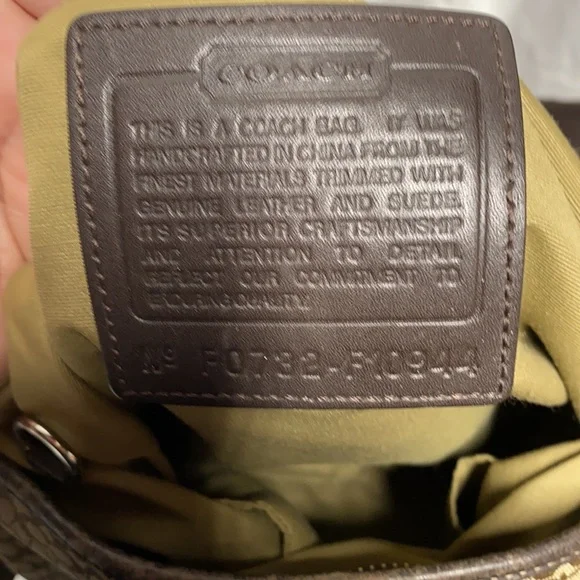 COACH
THIS IS A COACH BAG. IT WAS
HANDCRAFTED IN CHINA FROM THE
FINEST MATERIALS TRIMMED WITH
GENUINE LEATHER AND SUEDE.
ITS SUPERIOR CRAFTSMANSHIP
AND ATTENTION TO DETAIL
REFLECT OUR COMMITMENT TO
ENDURING QUALITY.
Nº F0732-F10944